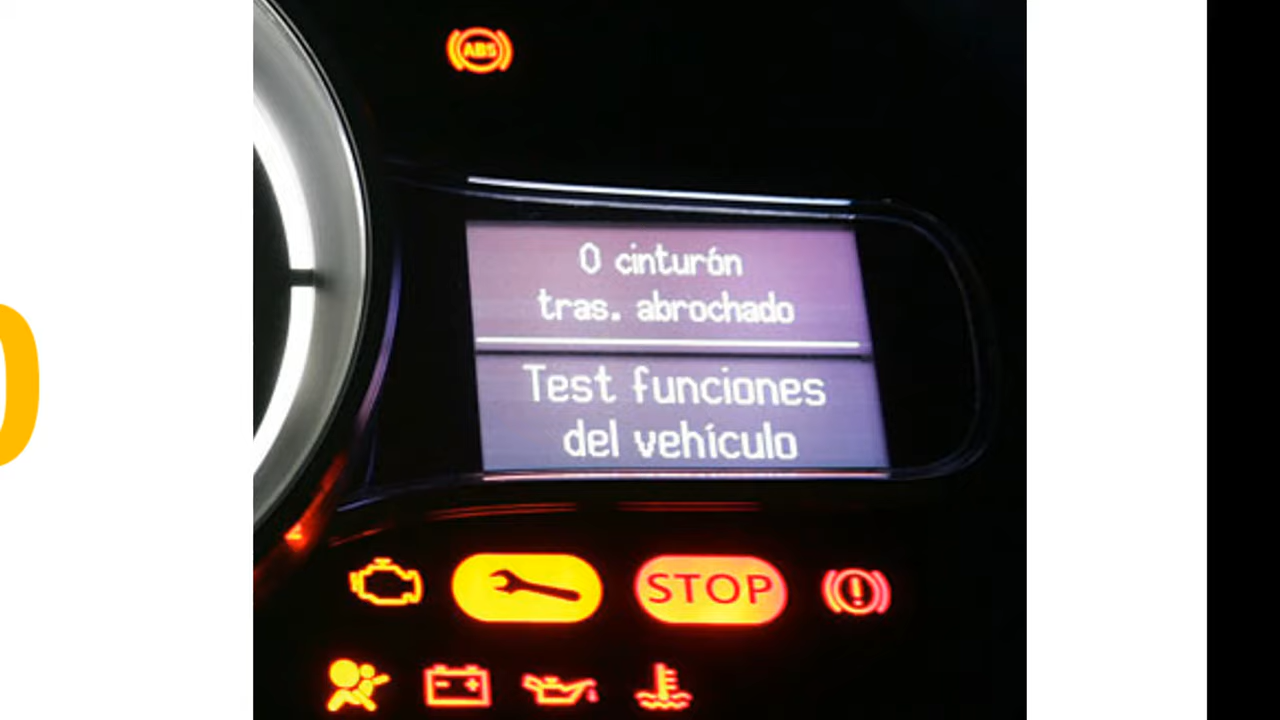 ABS
0 cinturón
tras. abrochado
Test funciones
del vehículo
STOP